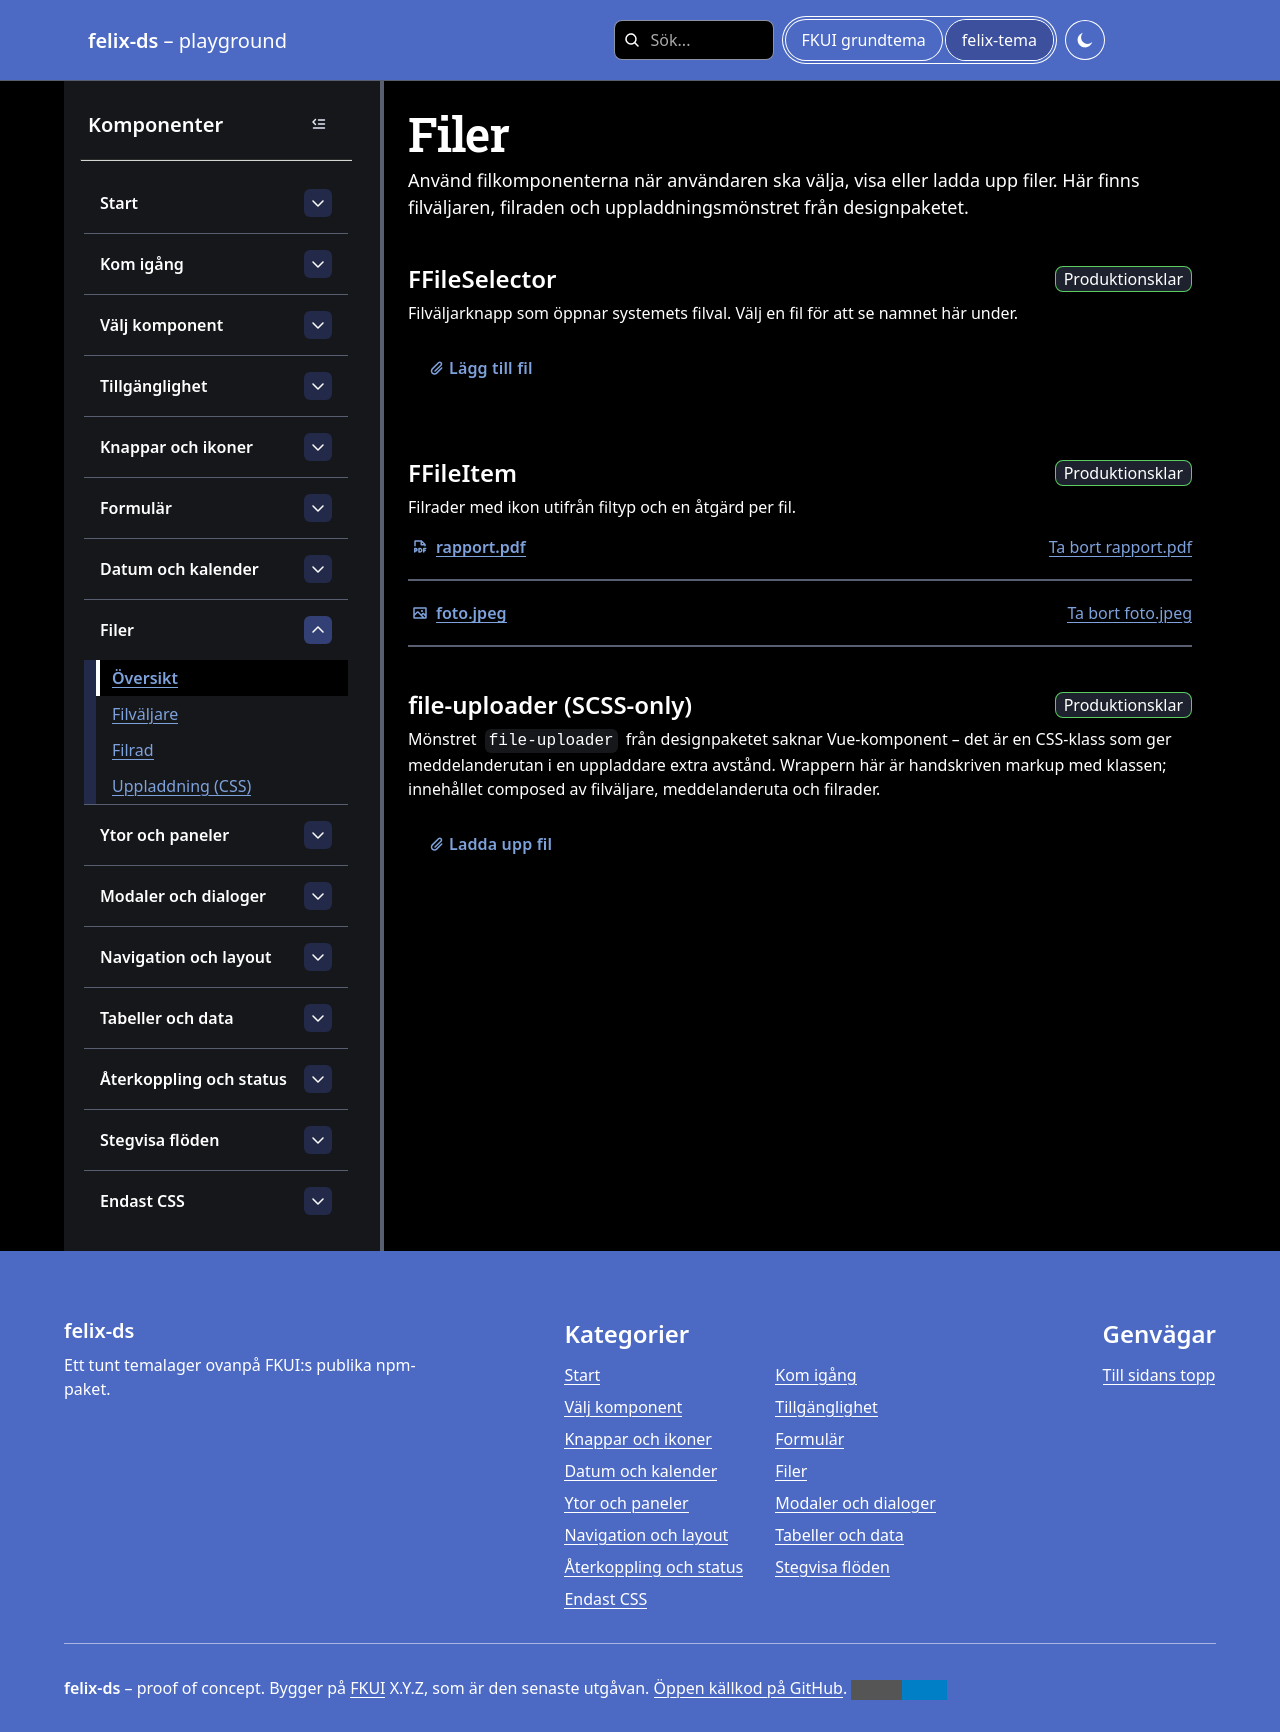 felix-ds – playground
Sök...
FKUI grundtema
felix-tema
Komponenter
Start
Kom igång
Välj komponent
Tillgänglighet
Knappar och ikoner
Formulär
Datum och kalender
Filer
Översikt
Filväljare
Filrad
Uppladdning (CSS)
Ytor och paneler
Modaler och dialoger
Navigation och layout
Tabeller och data
Återkoppling och status
Stegvisa flöden
Endast CSS
Filer
Använd filkomponenterna när användaren ska välja, visa eller ladda upp filer. Här finns
filväljaren, filraden och uppladdningsmönstret från designpaketet.
FFileSelector
Produktionsklar
Filväljarknapp som öppnar systemets filval. Välj en fil för att se namnet här under.
Lägg till fil
FFileItem
Produktionsklar
Filrader med ikon utifrån filtyp och en åtgärd per fil.
PDF
rapport.pdf
Ta bort rapport.pdf
foto.jpeg
Ta bort foto.jpeg
file-uploader (SCSS-only)
Produktionsklar
Mönstret file-uploader från designpaketet saknar Vue-komponent – det är en CSS-klass som ger
meddelanderutan i en uppladdare extra avstånd. Wrappern här är handskriven markup med klassen;
innehållet composed av filväljare, meddelanderuta och filrader.
Ladda upp fil
felix-ds
Ett tunt temalager ovanpå FKUI:s publika npm-
paket.
Kategorier
Start
Kom igång
Välj komponent
Tillgänglighet
Knappar och ikoner
Formulär
Datum och kalender
Filer
Ytor och paneler
Modaler och dialoger
Navigation och layout
Tabeller och data
Återkoppling och status
Stegvisa flöden
Endast CSS
Genvägar
Till sidans topp
felix-ds – proof of concept. Bygger på FKUI X.Y.Z, som är den senaste utgåvan. Öppen källkod på GitHub.